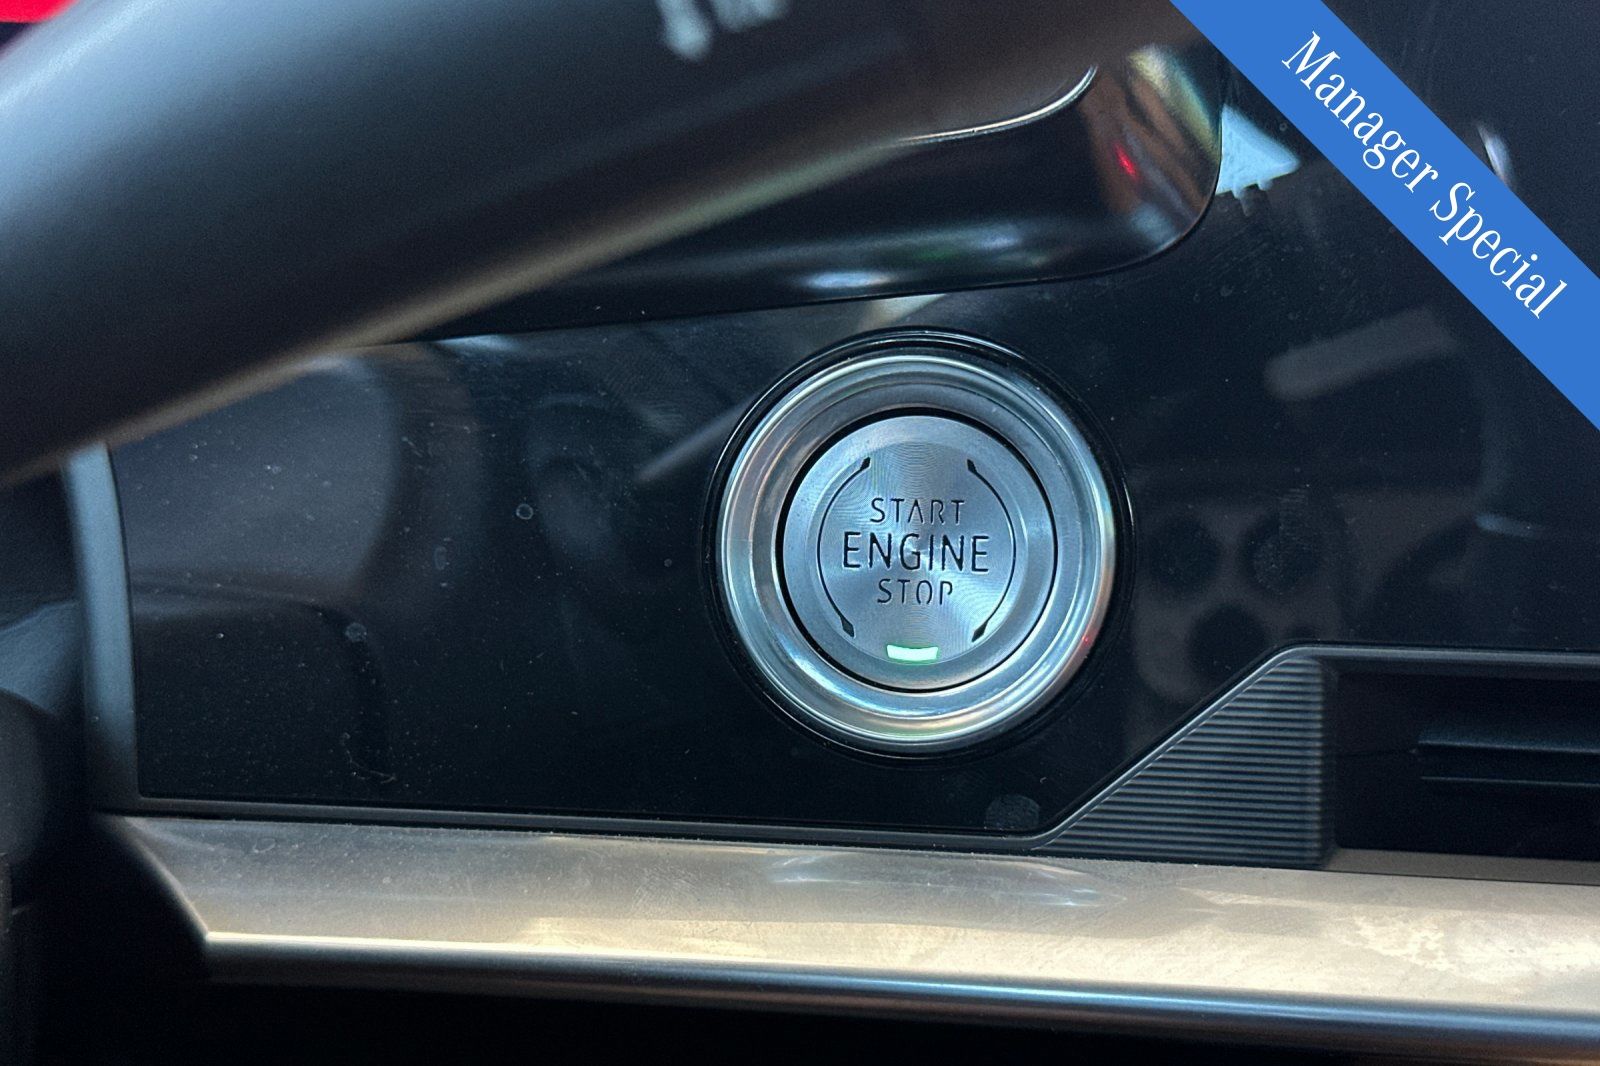 Manager Special
START
ENGINE
STOP